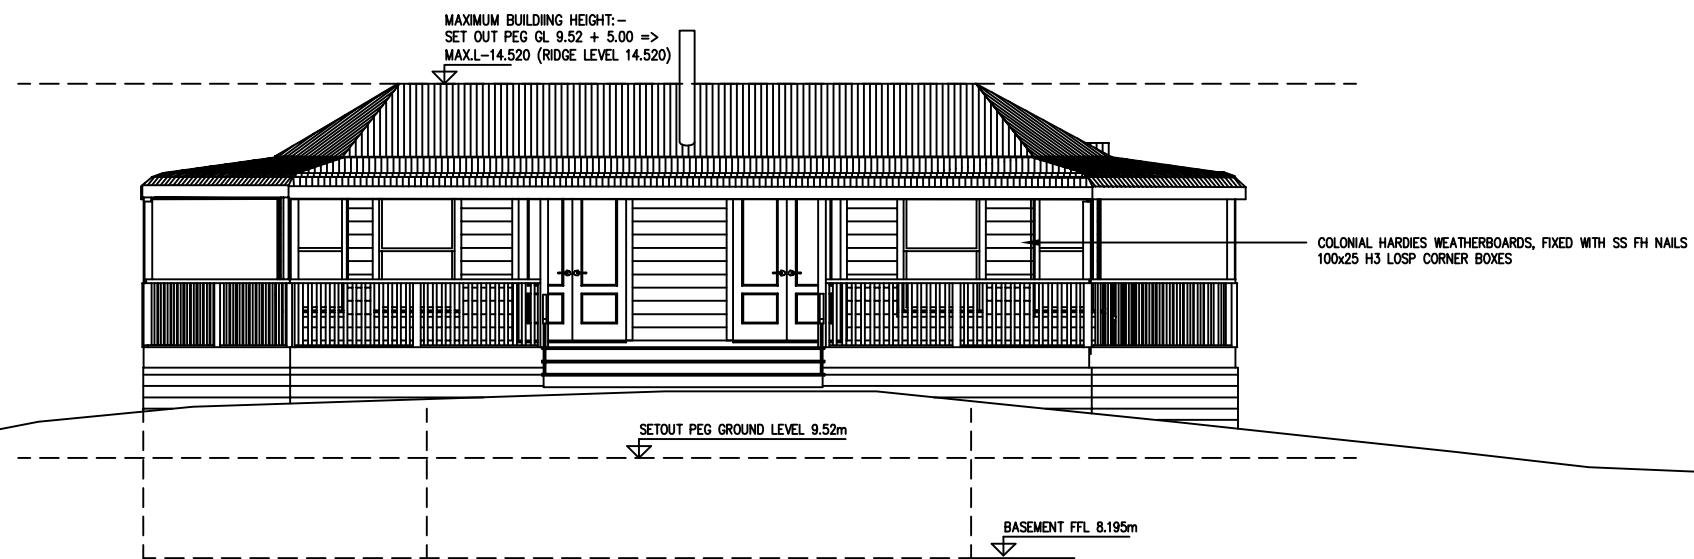 MAXIMUM BUILDIING HEIGHT:-
SET OUT PEG GL 9.52 + 5.00 =>
MAX.L-14.520 (RIDGE LEVEL 14.520)
COLONIAL HARDIES WEATHERBOARDS, FIXED WITH SS FH NAILS
100x25 H3 LOSP CORNER BOXES
SETOUT PEG GROUND LEVEL 9.52m
BASEMENT FFL 8.195m